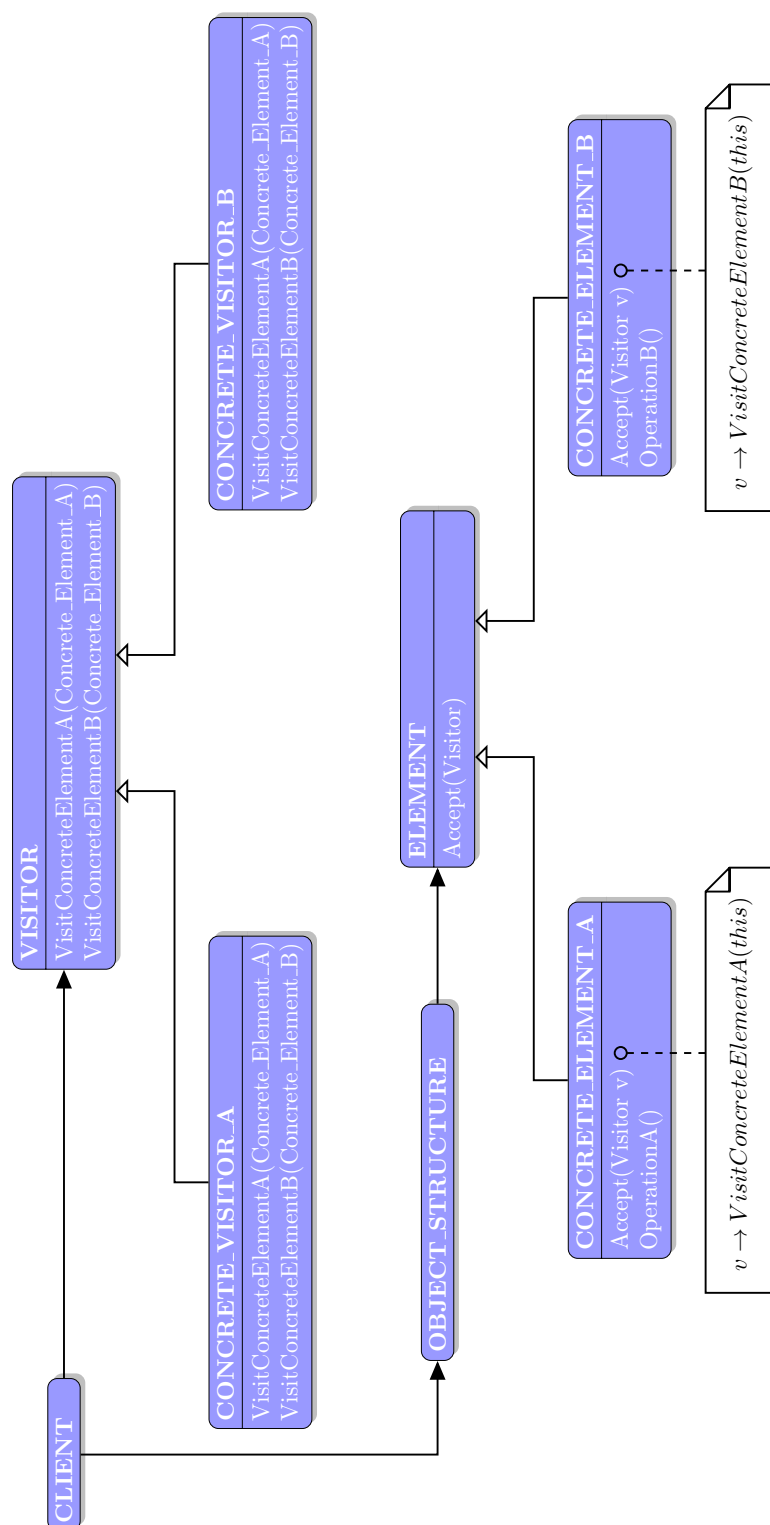 CLIENT
VISITOR
VisitConcreteElementA(Concrete_Element_A)
VisitConcreteElementB(Concrete_Element_B)
CONCRETE_VISITOR_A
VisitConcreteElementA(Concrete_Element_A)
VisitConcreteElementB(Concrete_Element_B)
CONCRETE_VISITOR_B
VisitConcreteElementA(Concrete_Element_A)
VisitConcreteElementB(Concrete_Element_B)
OBJECT_STRUCTURE
ELEMENT
Accept(Visitor)
CONCRETE_ELEMENT_A
Accept(Visitor v)
OperationA()
CONCRETE_ELEMENT_B
Accept(Visitor v)
OperationB()
v → VisitConcreteElementA(this)
v → VisitConcreteElementB(this)